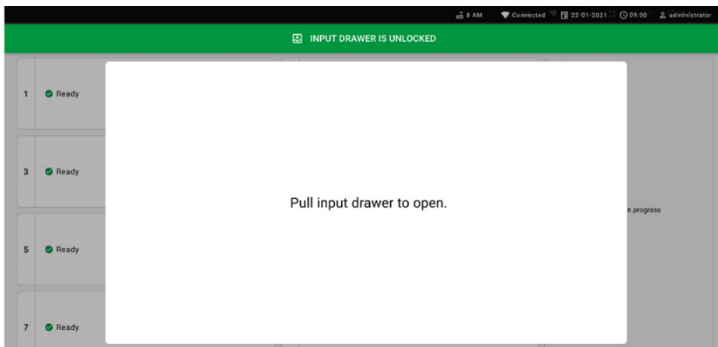 8 AM Connected 22-01-2021 09:00 administrator
INPUT DRAWER IS UNLOCKED
1 Ready
Pull input drawer to open.
3 Ready
progress
5 Ready
7 Ready